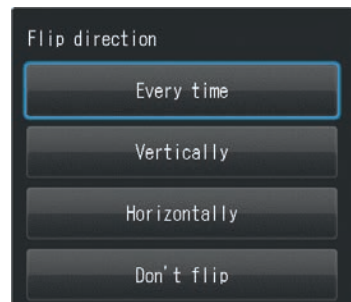 Flip direction
Every time
Vertically
Horizontally
Don't flip